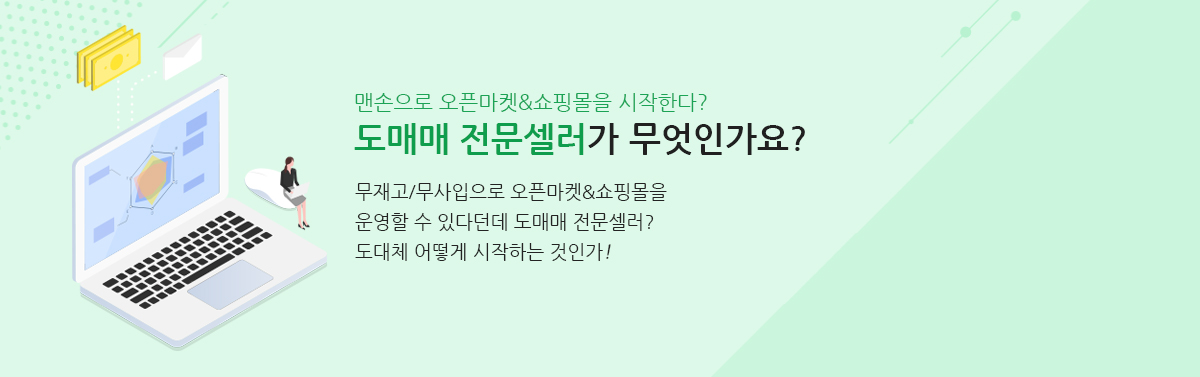 맨손으로 오픈마켓&쇼핑몰을 시작한다?
도매매 전문셀러가 무엇인가요?
무재고/무사입으로 오픈마켓&쇼핑몰을
운영할 수 있다던데 도매매 전문셀러?
도대체 어떻게 시작하는 것인가!